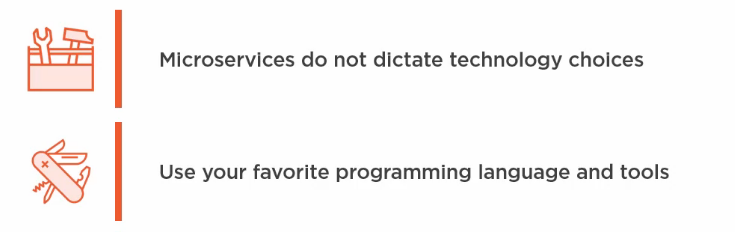 Microservices do not dictate technology choices
Use your favorite programming language and tools